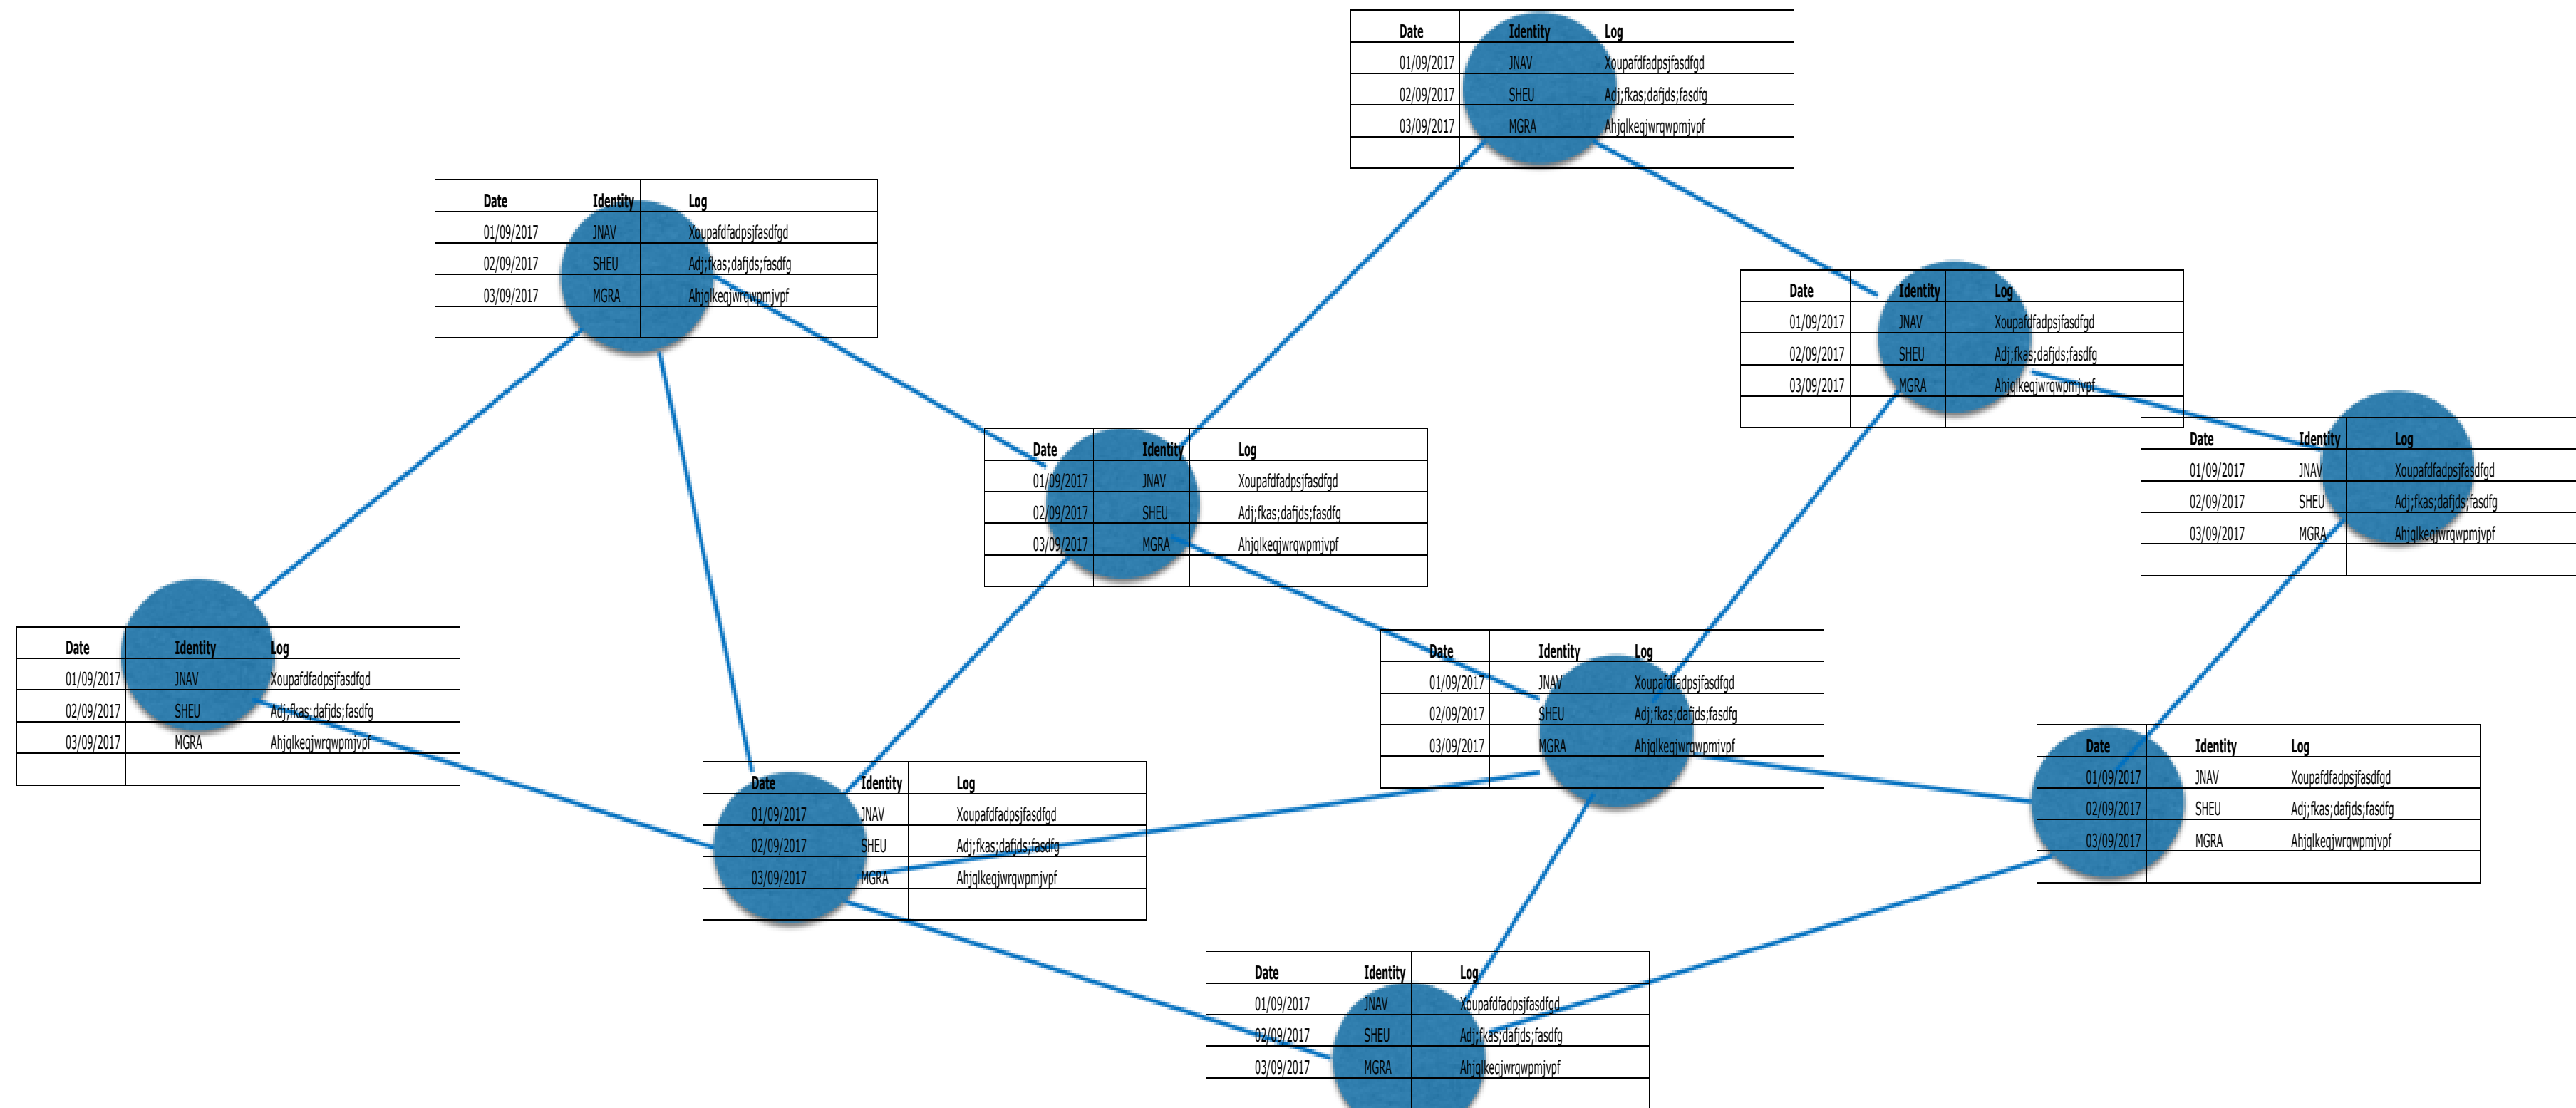 Date Identity Log
01/09/2017 JNAV Xoupafdfadpsjfasdfgd
02/09/2017 SHEU Adj;fkas;dafjds;fasdfg
03/09/2017 MGRA Ahjqlkeqjwrqwpmjvpf
Date Identity Log
01/09/2017 JNAV Xoupafdfadpsjfasdfgd
02/09/2017 SHEU Adj;fkas;dafjds;fasdfg
03/09/2017 MGRA Ahjqlkeqjwrqwpmjvpf
Date Identity Log
01/09/2017 JNAV Xoupafdfadpsjfasdfgd
02/09/2017 SHEU Adj;fkas;dafjds;fasdfg
03/09/2017 MGRA Ahjqlkeqjwrqwpmjvpf
Date Identity Log
01/09/2017 JNAV Xoupafdfadpsjfasdfgd
02/09/2017 SHEU Adj;fkas;dafjds;fasdfg
03/09/2017 MGRA Ahjqlkeqjwrqwpmjvpf
Date Identity Log
01/09/2017 JNAV Xoupafdfadpsjfasdfgd
02/09/2017 SHEU Adj;fkas;dafjds;fasdfg
03/09/2017 MGRA Ahjqlkeqjwrqwpmjvpf
Date Identity Log
01/09/2017 JNAV Xoupafdfadpsjfasdfgd
02/09/2017 SHEU Adj;fkas;dafjds;fasdfg
03/09/2017 MGRA Ahjqlkeqjwrqwpmjvpf
Date Identity Log
01/09/2017 JNAV Xoupafdfadpsjfasdfgd
02/09/2017 SHEU Adj;fkas;dafjds;fasdfg
03/09/2017 MGRA Ahjqlkeqjwrqwpmjvpf
Date Identity Log
01/09/2017 JNAV Xoupafdfadpsjfasdfgd
02/09/2017 SHEU Adj;fkas;dafjds;fasdfg
03/09/2017 MGRA Ahjqlkeqjwrqwpmjvpf
Date Identity Log
01/09/2017 JNAV Xoupafdfadpsjfasdfgd
02/09/2017 SHEU Adj;fkas;dafjds;fasdfg
03/09/2017 MGRA Ahjqlkeqjwrqwpmjvpf
Date Identity Log
01/09/2017 JNAV Xoupafdfadpsjfasdfgd
02/09/2017 SHEU Adj;fkas;dafjds;fasdfg
03/09/2017 MGRA Ahjqlkeqjwrqwpmjvpf